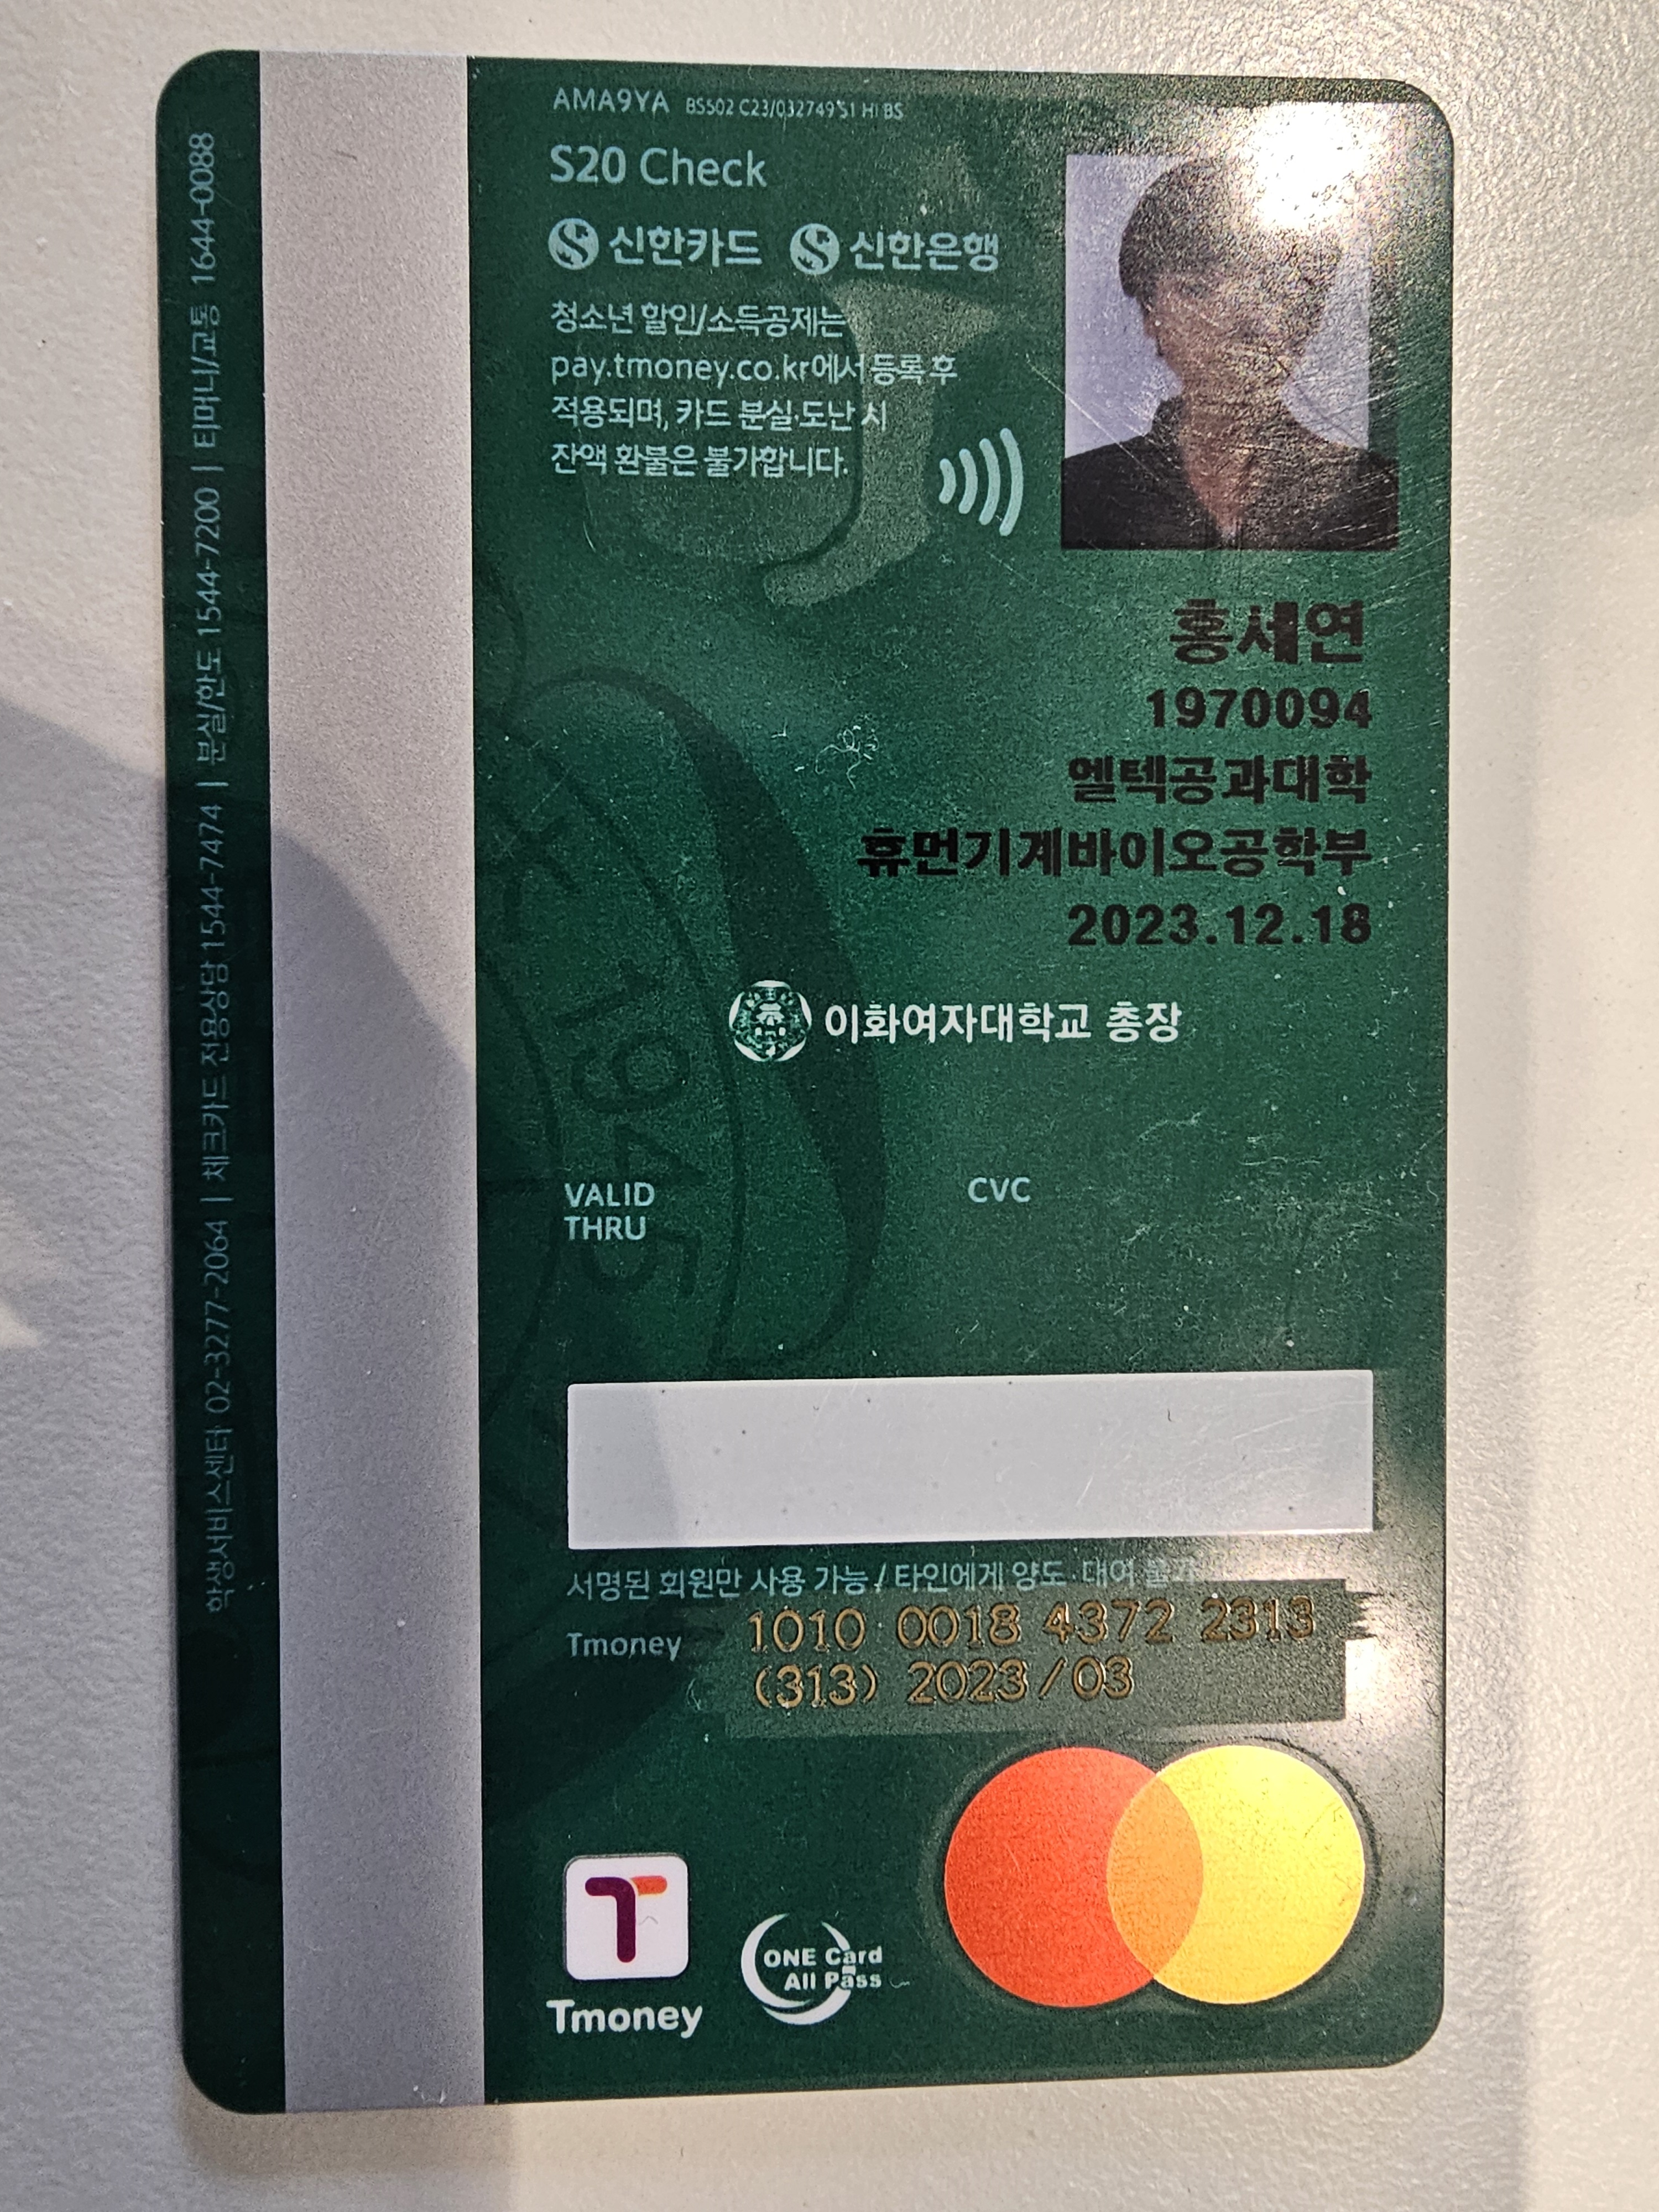 AMA9YA BS502 C23/03274951 HI BS
S20 Check
신한카드 신한은행
청소년 할인/소득공제는
pay.tmoney.co.kr에서 등록 후
적용되며, 카드 분실·도난 시
잔액 환불은 불가합니다.
홍세연
1970094
엘텍공과대학
휴먼기계바이오공학부
2023.12.18
이화여자대학교 총장
1945
VALID
THRU
CVC
서명된 회원만 사용 가능 / 타인에게 양도·대여 불가
Tmoney 1010 0018 4372 2313
(313) 2023/03
ONE Card
All Pass
Tmoney
학생서비스센터 02-3277-2064 | 체크카드 전용상담 1544-7474 | 분실/한도 1544-7200 | 티머니/교통 1644-0088